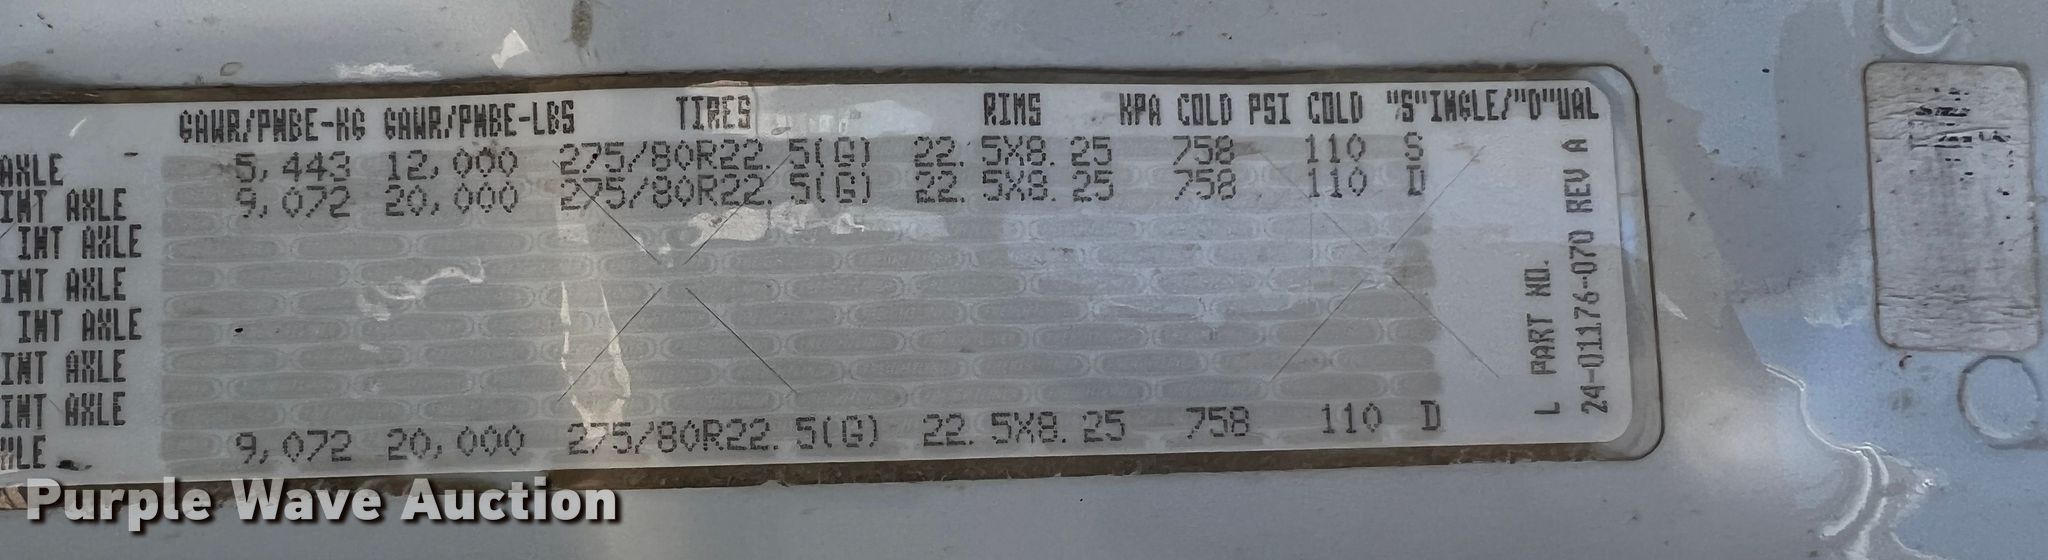 GAWR/PNBE-KG GAWR/PNBE-LBS TIRES RIMS KPA COLD PSI COLD "S"INGLE/"D"UAL
AXLE 5,443 12,000 275/80R22.5(G) 22.5X8.25 758 110 S
INT AXLE 9,072 20,000 275/80R22.5(G) 22.5X8.25 758 110 D
INT AXLE
INT AXLE
INT AXLE
INT AXLE
INT AXLE
XLE 9,072 20,000 275/80R22.5(G) 22.5X8.25 758 110 D
L PART NO.
24-01176-070 REV A
Purple Wave Auction